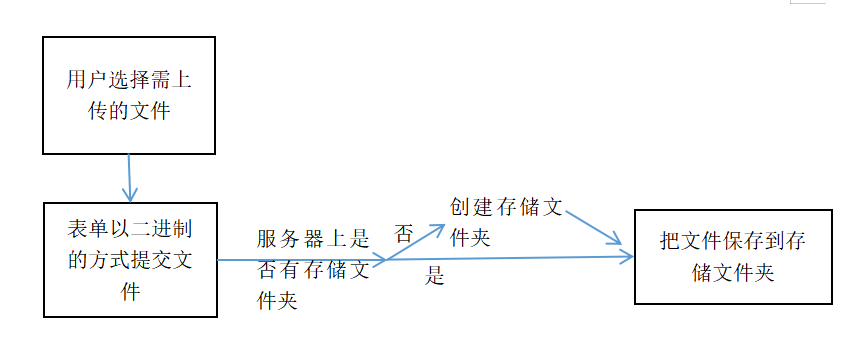 用户选择需上
传的文件
表单以二进制
的方式提交文
件
服务器上是
否有存储文
件夹
否
是
创建存储文
件夹
把文件保存到存
储文件夹